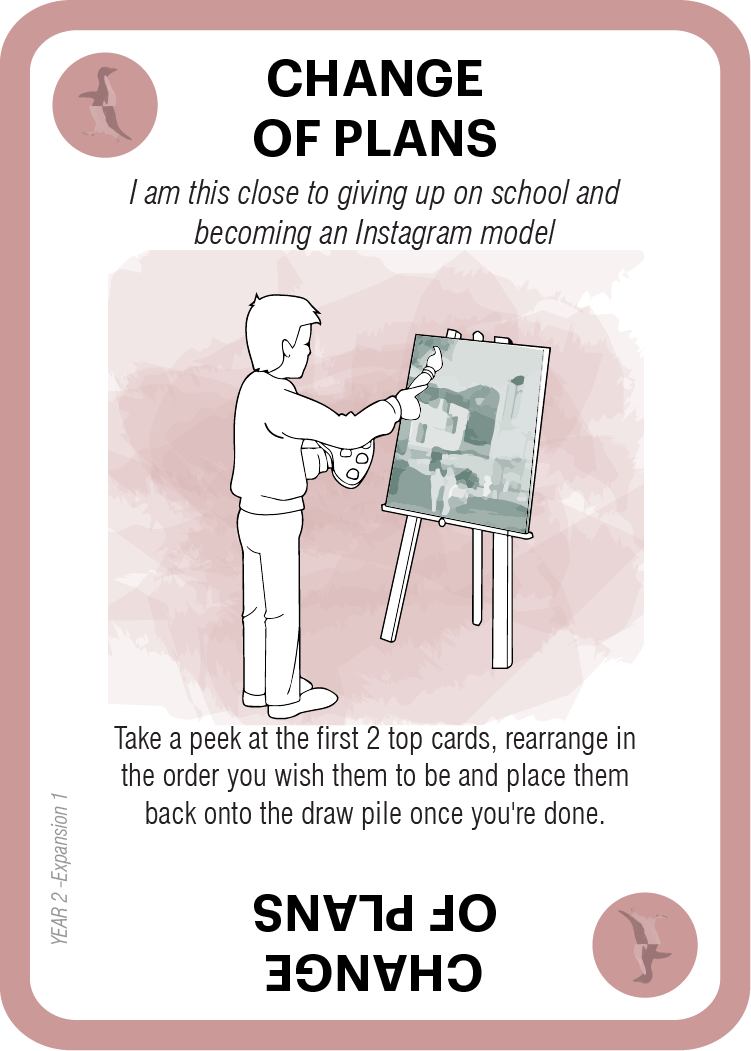 CHANGE
OF PLANS
I am this close to giving up on school and
becoming an Instagram model
Take a peek at the first 2 top cards, rearrange in
the order you wish them to be and place them
back onto the draw pile once you're done.
YEAR 2 -Expansion 1
CHANGE
OF PLANS